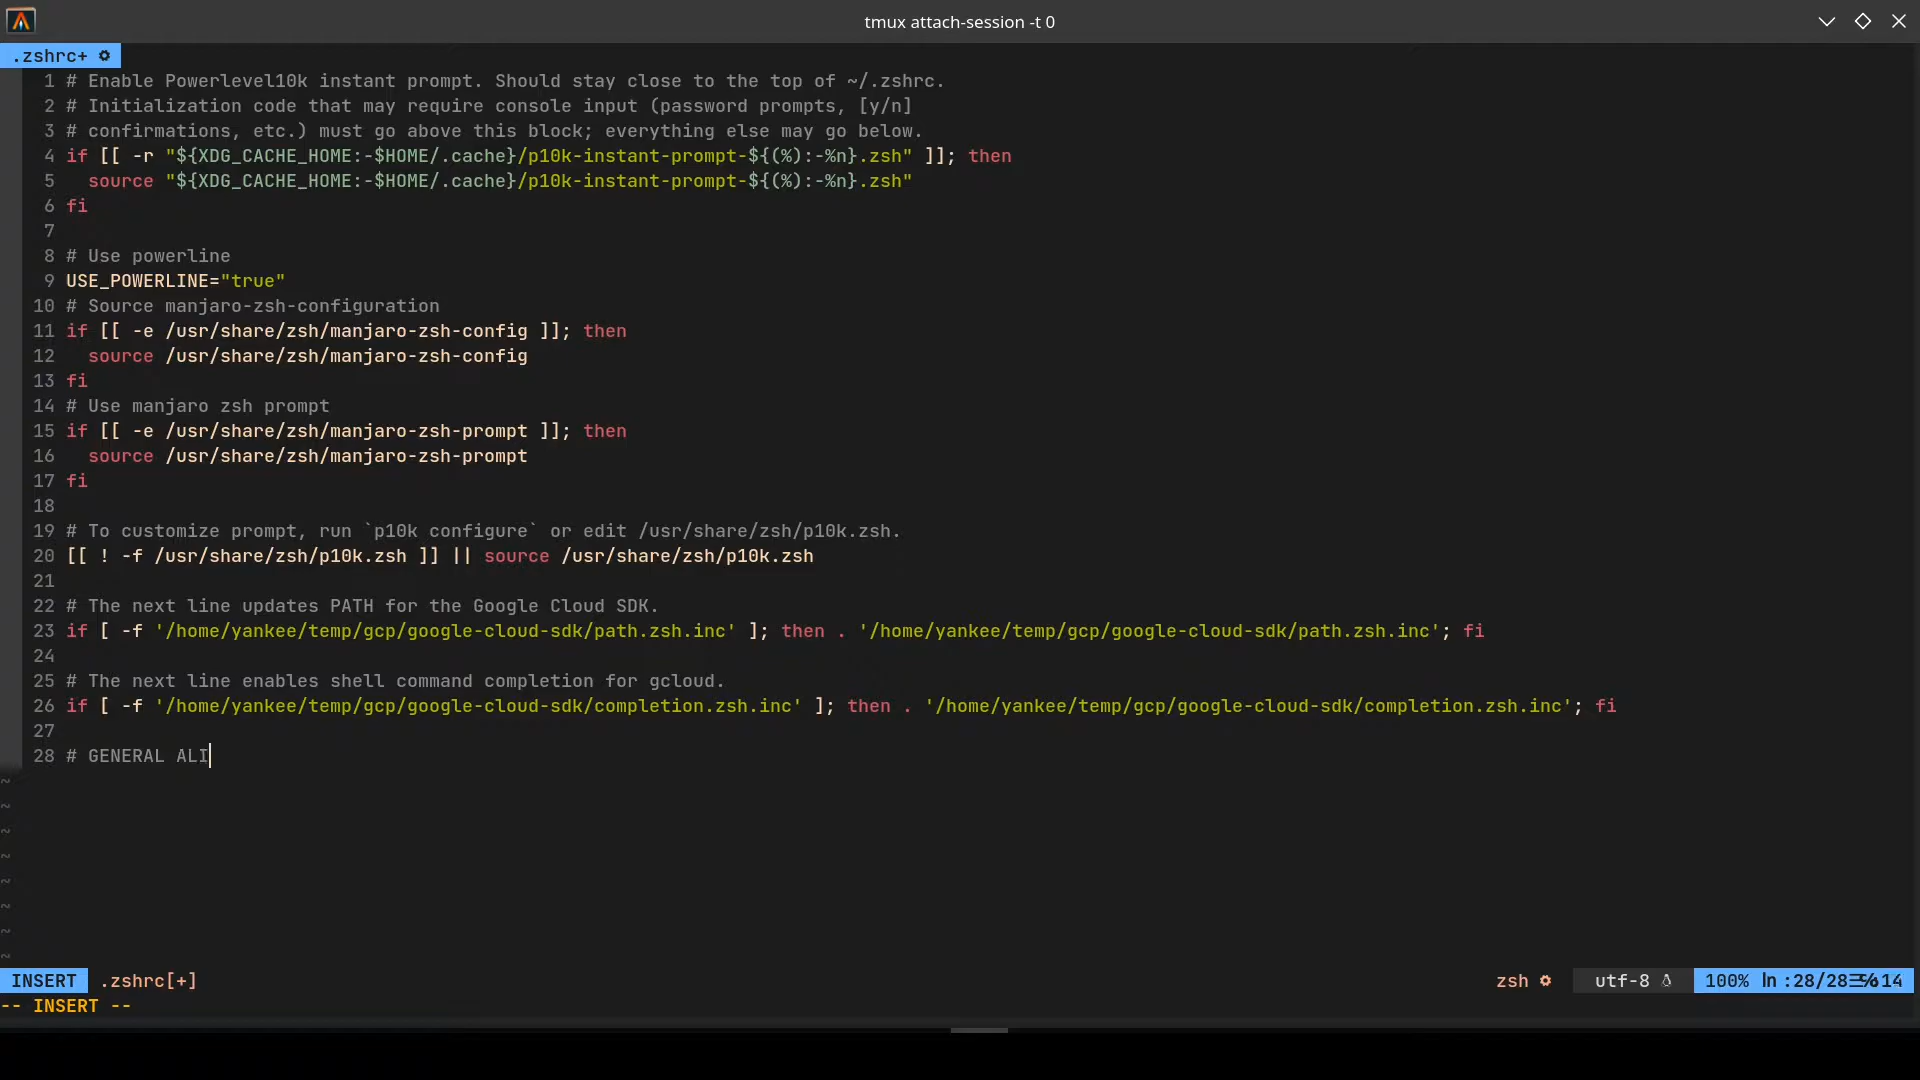 tmux attach-session -t 0
.zshrc+
1 # Enable Powerlevel10k instant prompt. Should stay close to the top of ~/.zshrc.
2 # Initialization code that may require console input (password prompts, [y/n]
3 # confirmations, etc.) must go above this block; everything else may go below.
4 if [[ -r "${XDG_CACHE_HOME:-$HOME/.cache}/p10k-instant-prompt-${(%):-%n}.zsh" ]]; then
5   source "${XDG_CACHE_HOME:-$HOME/.cache}/p10k-instant-prompt-${(%):-%n}.zsh"
6 fi
7
8 # Use powerline
9 USE_POWERLINE="true"
10 # Source manjaro-zsh-configuration
11 if [[ -e /usr/share/zsh/manjaro-zsh-config ]]; then
12   source /usr/share/zsh/manjaro-zsh-config
13 fi
14 # Use manjaro zsh prompt
15 if [[ -e /usr/share/zsh/manjaro-zsh-prompt ]]; then
16   source /usr/share/zsh/manjaro-zsh-prompt
17 fi
18
19 # To customize prompt, run `p10k configure` or edit /usr/share/zsh/p10k.zsh.
20 [[ ! -f /usr/share/zsh/p10k.zsh ]] || source /usr/share/zsh/p10k.zsh
21
22 # The next line updates PATH for the Google Cloud SDK.
23 if [ -f '/home/yankee/temp/gcp/google-cloud-sdk/path.zsh.inc' ]; then . '/home/yankee/temp/gcp/google-cloud-sdk/path.zsh.inc'; fi
24
25 # The next line enables shell command completion for gcloud.
26 if [ -f '/home/yankee/temp/gcp/google-cloud-sdk/completion.zsh.inc' ]; then . '/home/yankee/temp/gcp/google-cloud-sdk/completion.zsh.inc'; fi
27
28 # GENERAL ALI
~
~
~
~
~
~
~
~
INSERT .zshrc[+] zsh utf-8 100% ln :28/28 14
-- INSERT --